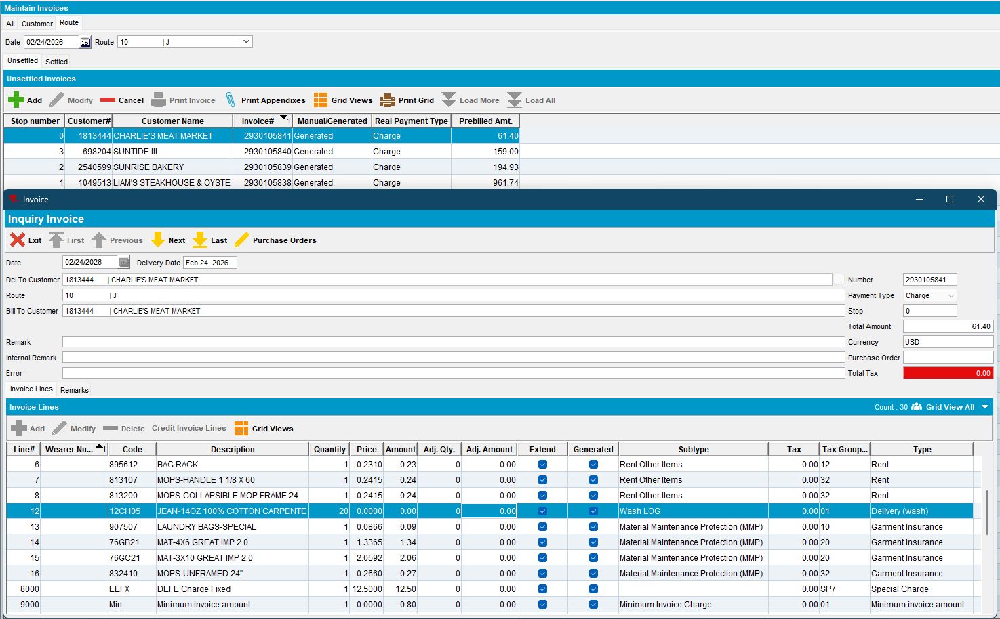 Maintain Invoices
All Customer Route
Date 02/24/2026 16 Route 10 | J
Unsettled Settled
Unsettled Invoices
Add Modify Cancel Print Invoice Print Appendixes Grid Views Print Grid Load More Load All
Stop number Customer# Customer Name Invoice# 1 Manual/Generated Real Payment Type Prebilled Amt.
0 1813444 CHARLIE'S MEAT MARKET 2930105841 Generated Charge 61.40
3 698204 SUNTIDE III 2930105840 Generated Charge 159.00
2 2540599 SUNRISE BAKERY 2930105839 Generated Charge 194.93
1 1049513 LIAM'S STEAKHOUSE & OYSTE 2930105838 Generated Charge 961.74
Invoice
Inquiry Invoice
Exit First Previous Next Last Purchase Orders
Date 02/24/2026 16 Delivery Date Feb 24, 2026
Del To Customer 1813444 | CHARLIE'S MEAT MARKET ... Number 2930105841
Route 10 | J Payment Type Charge
Bill To Customer 1813444 | CHARLIE'S MEAT MARKET Stop 0
Total Amount 61.40
Remark Currency USD
Internal Remark Purchase Order
Error Total Tax 0.00
Invoice Lines Remarks
Invoice Lines Count : 30 Grid View All
Add Modify Delete Credit Invoice Lines Grid Views
Line# Wearer Nu... 1 Code Description Quantity Price Amount Adj. Qty. Adj. Amount Extend Generated Subtype Tax Tax Group... Type
6 895612 BAG RACK 1 0.2310 0.23 0 0.00 Rent Other Items 0.00 12 Rent
7 813107 MOPS-HANDLE 1 1/8 X 60 1 0.2415 0.24 0 0.00 Rent Other Items 0.00 32 Rent
8 813200 MOPS-COLLAPSIBLE MOP FRAME 24 1 0.2415 0.24 0 0.00 Rent Other Items 0.00 32 Rent
12 12CH05 JEAN-14OZ 100% COTTON CARPENTE 20 0.0000 0.00 0 0.00 Wash LOG 0.00 01 Delivery (wash)
13 907507 LAUNDRY BAGS-SPECIAL 1 0.0866 0.09 0 0.00 Material Maintenance Protection (MMP) 0.00 10 Garment Insurance
14 76GB21 MAT-4X6 GREAT IMP 2.0 1 1.3365 1.34 0 0.00 Material Maintenance Protection (MMP) 0.00 20 Garment Insurance
15 76GC21 MAT-3X10 GREAT IMP 2.0 1 2.0592 2.06 0 0.00 Material Maintenance Protection (MMP) 0.00 20 Garment Insurance
16 832410 MOPS-UNFRAMED 24" 1 0.2660 0.27 0 0.00 Material Maintenance Protection (MMP) 0.00 32 Garment Insurance
8000 EEFX DEFE Charge Fixed 1 12.5000 12.50 0 0.00 0.00 SP7 Special Charge
9000 Min Minimum invoice amount 1 0.0000 0.80 0 0.00 Minimum Invoice Charge 0.00 01 Minimum invoice amount